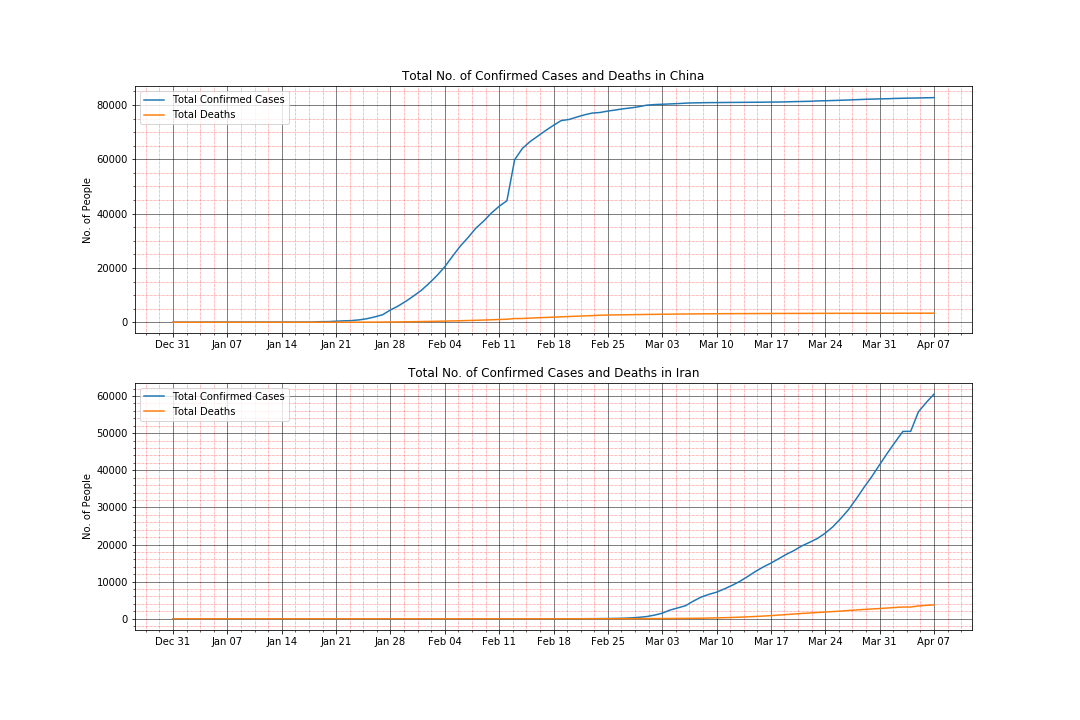 Total No. of Confirmed Cases and Deaths in China
Total Confirmed Cases
Total Deaths
No. of People
80000
60000
40000
20000
0
Dec 31 Jan 07 Jan 14 Jan 21 Jan 28 Feb 04 Feb 11 Feb 18 Feb 25 Mar 03 Mar 10 Mar 17 Mar 24 Mar 31 Apr 07
Total No. of Confirmed Cases and Deaths in Iran
Total Confirmed Cases
Total Deaths
No. of People
60000
50000
40000
30000
20000
10000
0
Dec 31 Jan 07 Jan 14 Jan 21 Jan 28 Feb 04 Feb 11 Feb 18 Feb 25 Mar 03 Mar 10 Mar 17 Mar 24 Mar 31 Apr 07